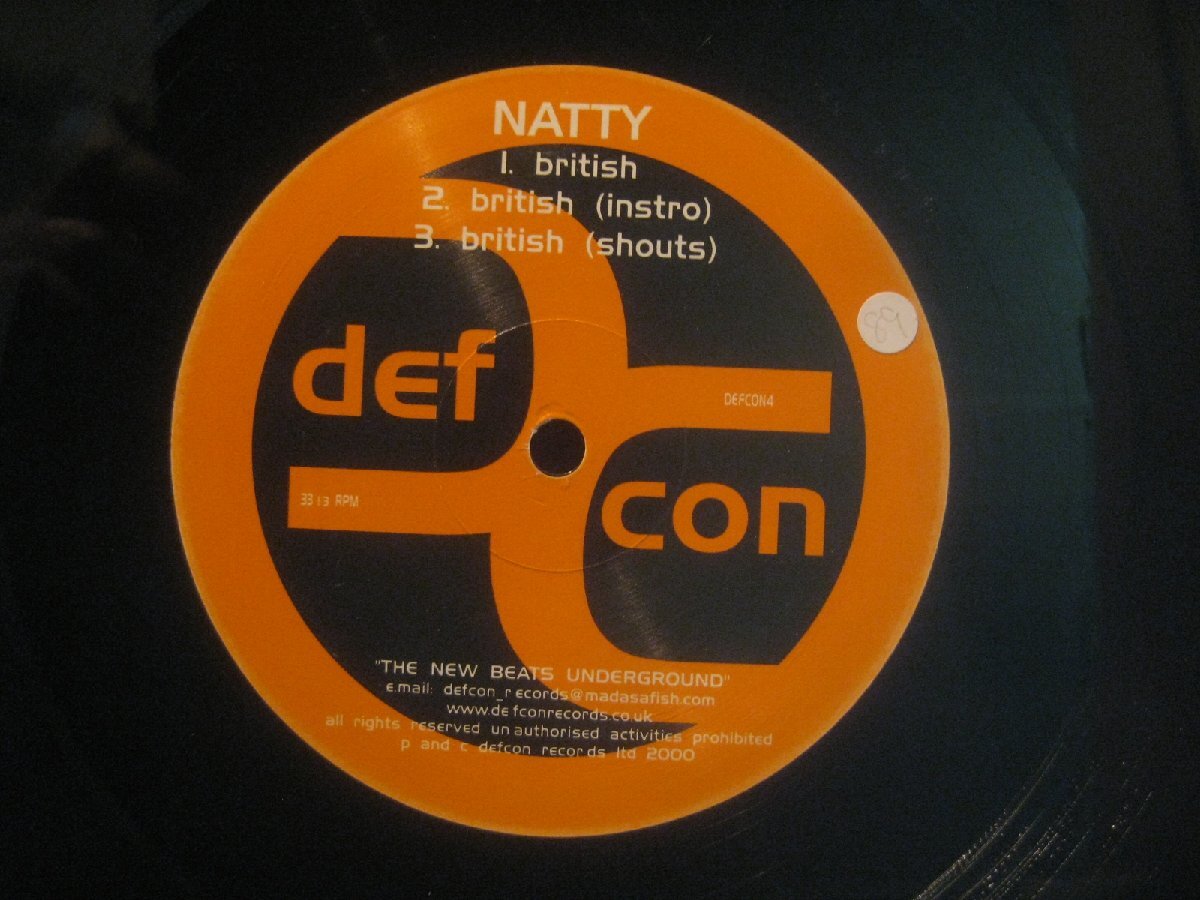 NATTY
1. british
2. british (instro)
3. british (shouts)
89
def
DEFCON4
33 1 3 RPM
con
"THE NEW BEATS UNDERGROUND"
e.mail: defcon_records@madasafish.com
www.defconrecords.co.uk
all rights reserved unauthorised activities prohibited
p and c defcon records ltd 2000